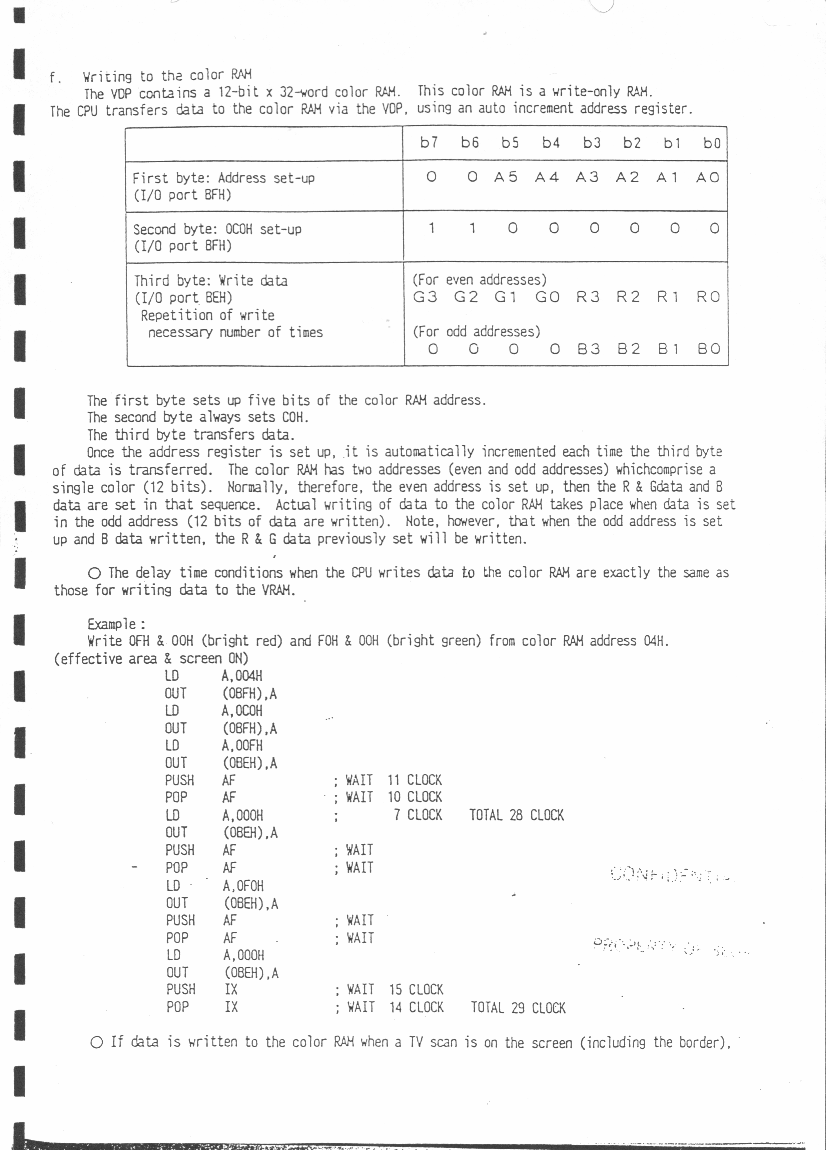 f. Writing to the color RAM
The VDP contains a 12-bit x 32-word color RAM. This color RAM is a write-only RAM.
The CPU transfers data to the color RAM via the VDP, using an auto increment address register.
b7 b6 b5 b4 b3 b2 b1 b0
First byte: Address set-up 0 0 A5 A4 A3 A2 A1 A0
(I/O port BFH)
Second byte: 0C0H set-up 1 1 0 0 0 0 0 0
(I/O port BFH)
Third byte: Write data (For even addresses)
(I/O port BEH) G3 G2 G1 G0 R3 R2 R1 R0
Repetition of write
necessary number of times (For odd addresses)
0 0 0 0 B3 B2 B1 B0
The first byte sets up five bits of the color RAM address.
The second byte always sets C0H.
The third byte transfers data.
Once the address register is set up, it is automatically incremented each time the third byte
of data is transferred. The color RAM has two addresses (even and odd addresses) whichcomprise a
single color (12 bits). Normally, therefore, the even address is set up, then the R & Gdata and B
data are set in that sequence. Actual writing of data to the color RAM takes place when data is set
in the odd address (12 bits of data are written). Note, however, that when the odd address is set
up and B data written, the R & G data previously set will be written.
○ The delay time conditions when the CPU writes data to the color RAM are exactly the same as
those for writing data to the VRAM.
Example :
Write 0FH & 00H (bright red) and F0H & 00H (bright green) from color RAM address 04H.
(effective area & screen ON)
LD A,004H
OUT (0BFH),A
LD A,0C0H
OUT (0BFH),A
LD A,00FH
OUT (0BEH),A
PUSH AF ; WAIT 11 CLOCK
POP AF ; WAIT 10 CLOCK
LD A,000H ; 7 CLOCK TOTAL 28 CLOCK
OUT (0BEH),A
PUSH AF ; WAIT
POP AF ; WAIT
LD A,0F0H
OUT (0BEH),A
PUSH AF ; WAIT
POP AF ; WAIT
LD A,000H
OUT (0BEH),A
PUSH IX ; WAIT 15 CLOCK
POP IX ; WAIT 14 CLOCK TOTAL 29 CLOCK
○ If data is written to the color RAM when a TV scan is on the screen (including the border),
PROPERTY OF